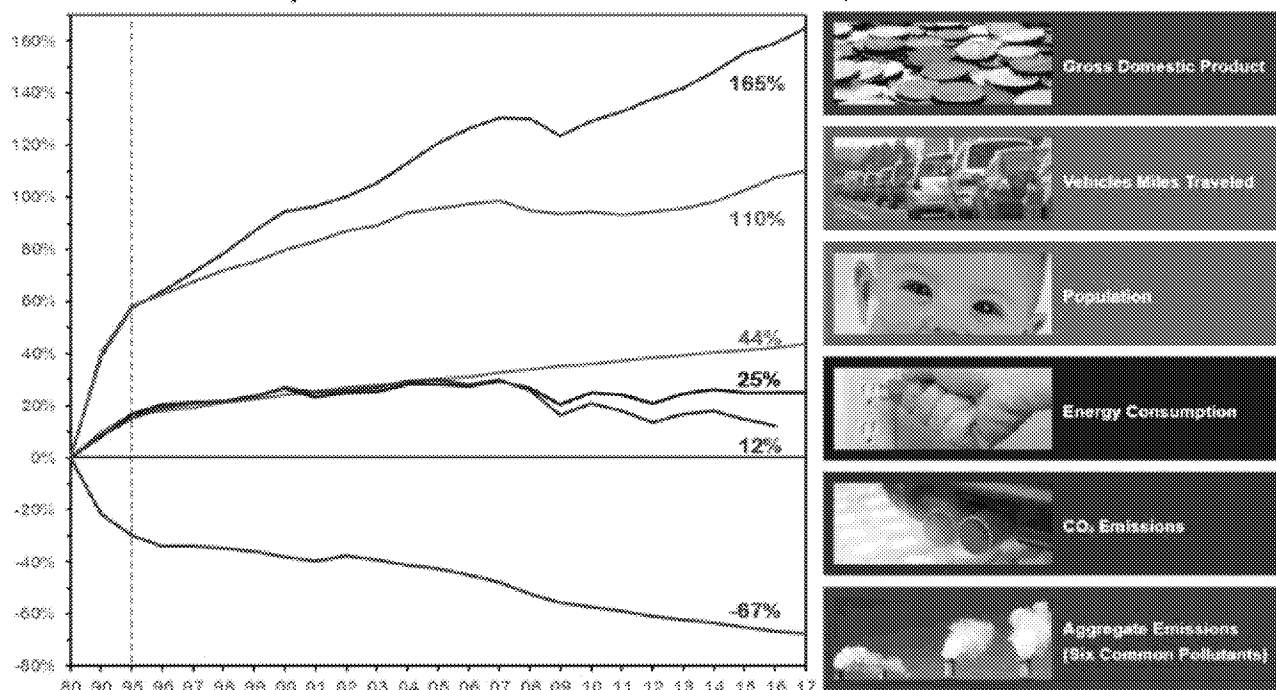 160%
140%
120%
100%
80%
60%
40%
20%
0%
-20%
-40%
-60%
-80%
165%
110%
44%
25%
12%
-67%
80 90 95 96 97 98 99 00 01 02 03 04 05 06 07 08 09 10 11 12 13 14 15 16 17
Gross Domestic Product
Vehicles Miles Traveled
Population
Energy Consumption
CO₂ Emissions
Aggregate Emissions
(Six Common Pollutants)